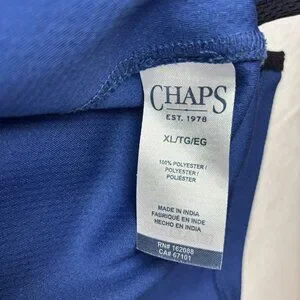 CHAPS
EST. 1978
XL/TG/EG
100% POLYESTER /
POLYESTER /
POLIÉSTER
MADE IN INDIA
FABRIQUÉ EN INDE
HECHO EN INDIA
RN# 162088
CA# 57101